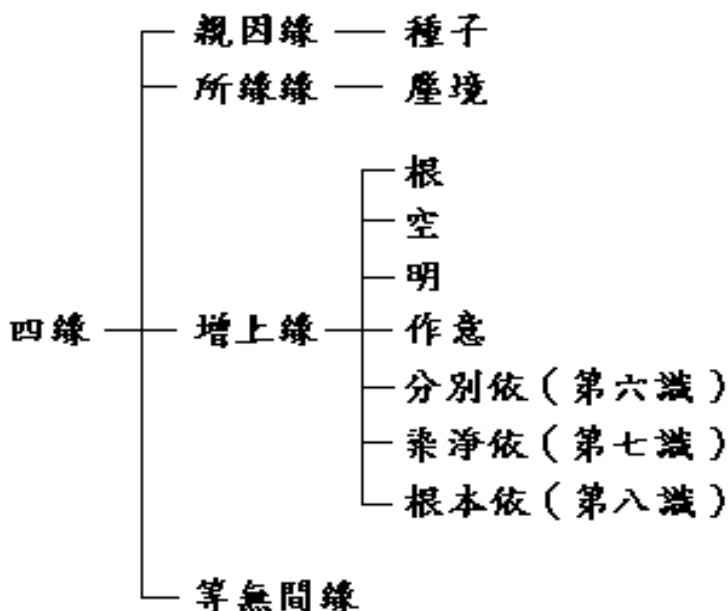 親因緣 — 種子
所緣緣 — 塵境
根
空
明
四緣 — 增上緣 — 作意
分別依（第六識）
染淨依（第七識）
根本依（第八識）
等無間緣